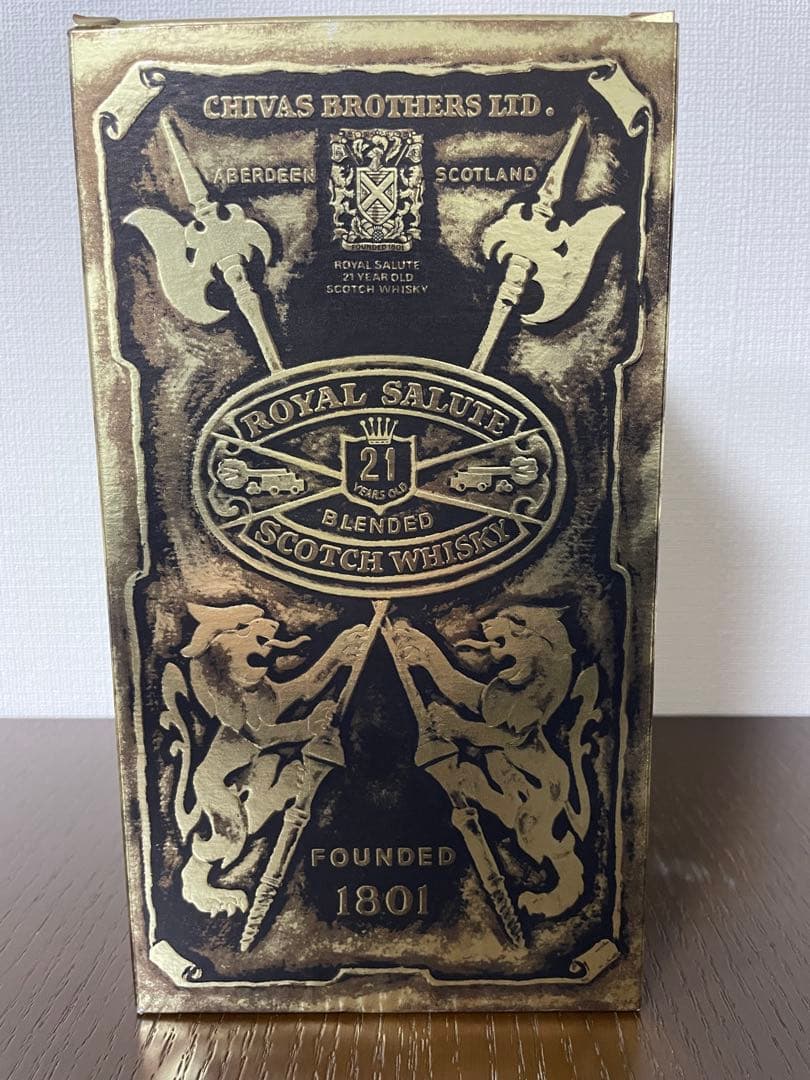 CHIVAS BROTHERS LTD.
ABERDEEN SCOTLAND
FOUNDED 1801
ROYAL SALUTE
21 YEAR OLD
SCOTCH WHISKY
ROYAL SALUTE
21
YEARS OLD
BLENDED
SCOTCH WHISKY
FOUNDED
1801